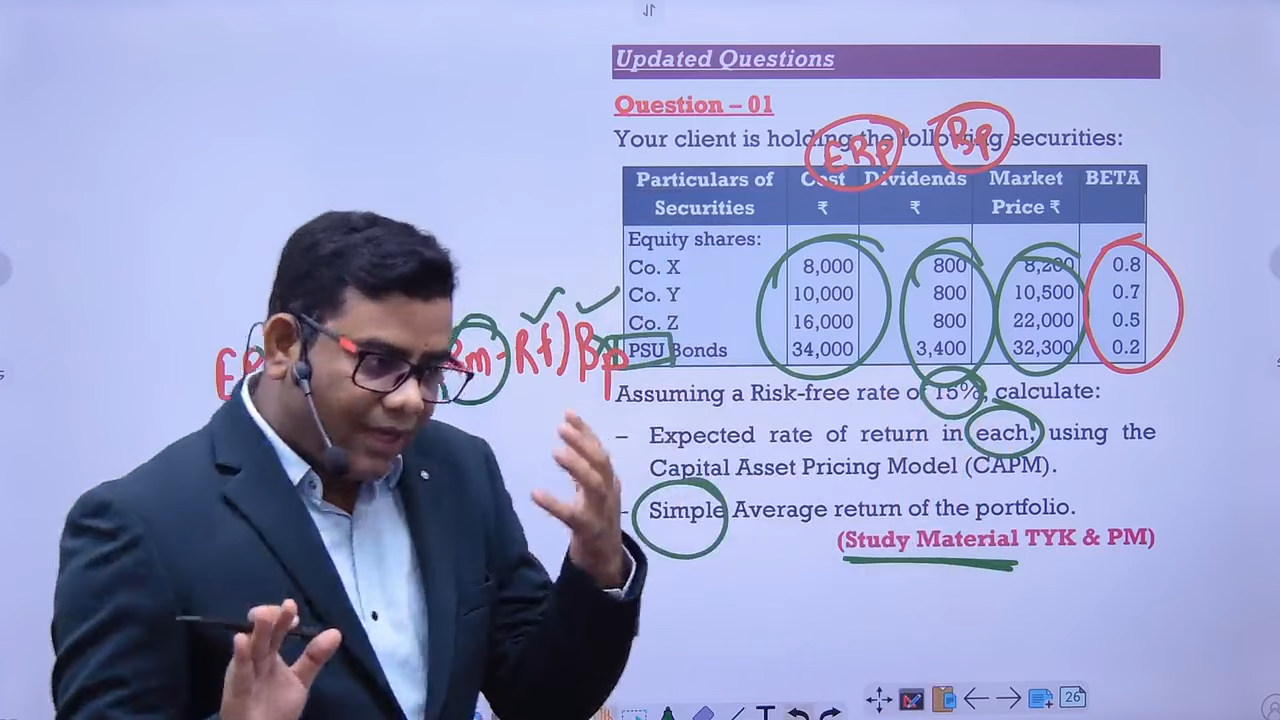 Updated Questions
Question – 01
Your client is holding the following securities:
ERp
Bp
Particulars of Securities Cost ₹ Dividends ₹ Market Price ₹ BETA
Equity shares:
Co. X 8,000 800 8,200 0.8
Co. Y 10,000 800 10,500 0.7
Co. Z 16,000 800 22,000 0.5
PSU Bonds 34,000 3,400 32,300 0.2
Rf) Bp
Assuming a Risk-free rate of 15%, calculate:
– Expected rate of return in each, using the
Capital Asset Pricing Model (CAPM).
- Simple Average return of the portfolio.
(Study Material TYK & PM)
26